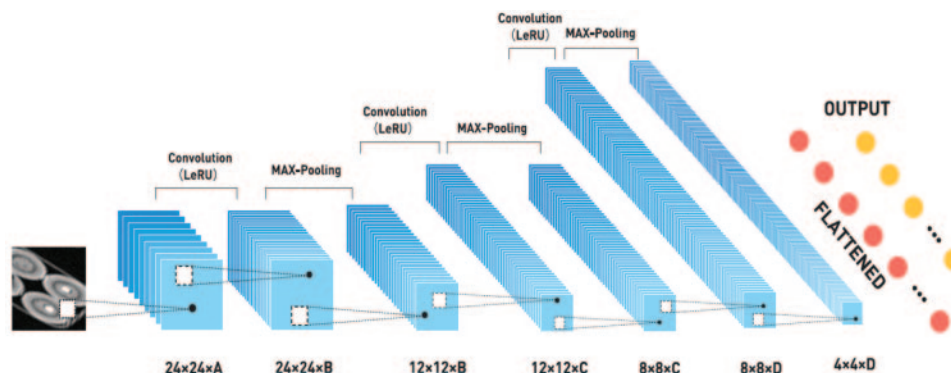 Convolution
(LeRU)
MAX-Pooling
Convolution
(LeRU)
MAX-Pooling
Convolution
(LeRU)
MAX-Pooling
OUTPUT
FLATTENED
24×24×A
24×24×B
12×12×B
12×12×C
8×8×C
8×8×D
4×4×D